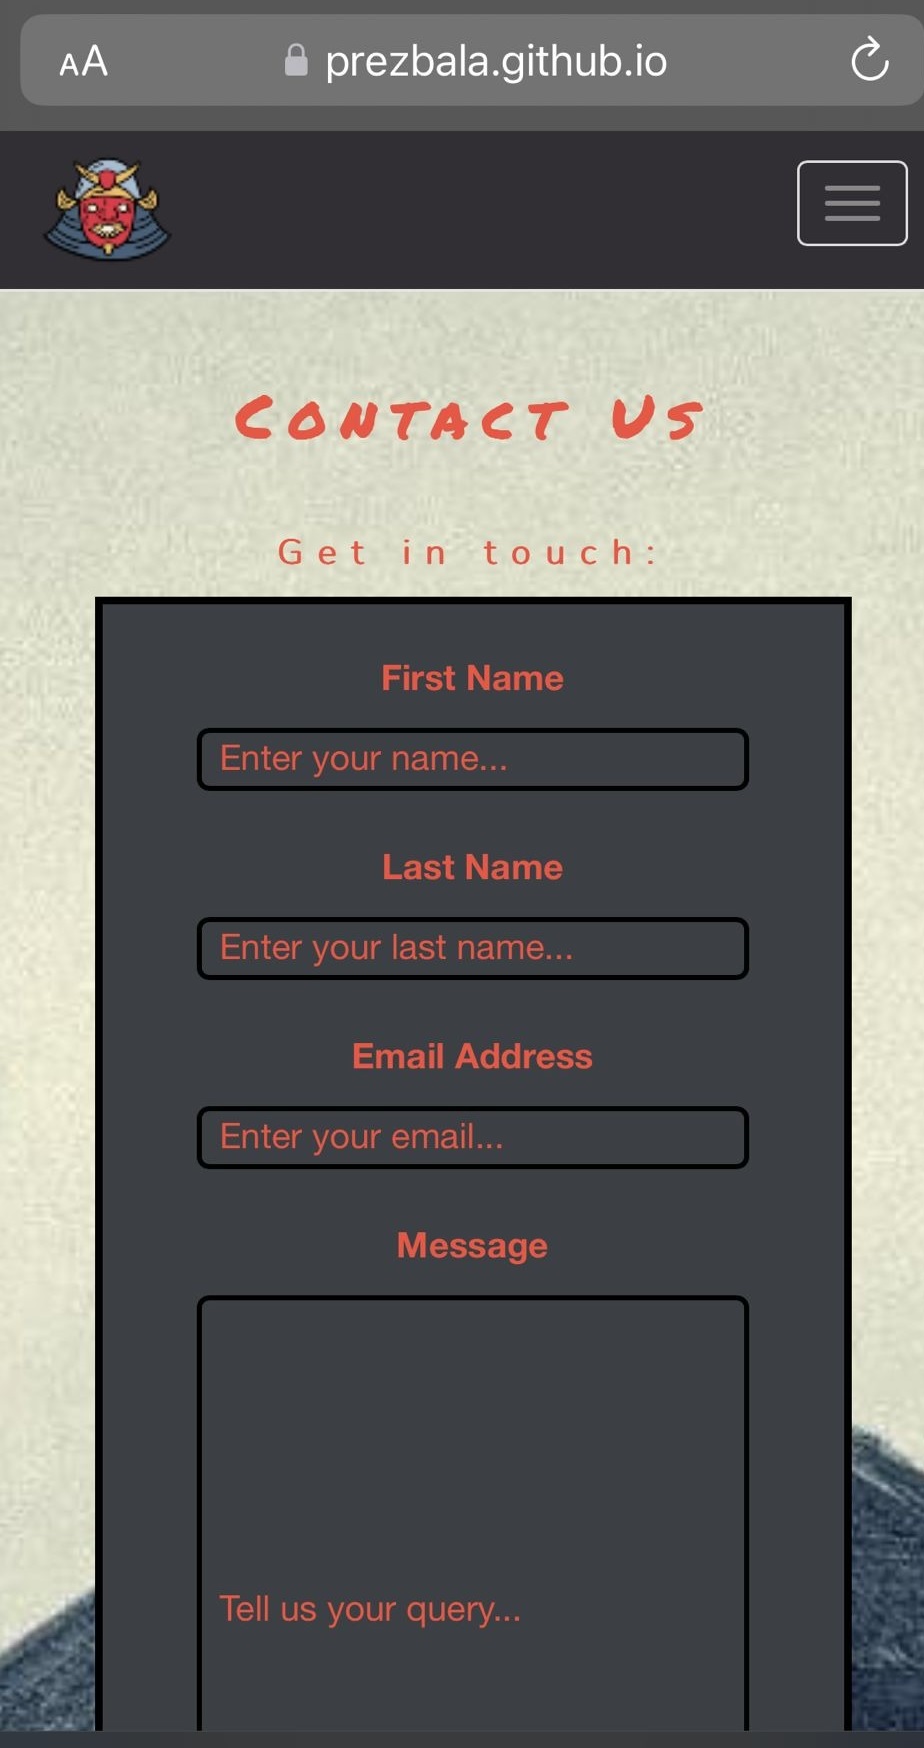 AA
prezbala.github.io
Contact Us
Get in touch:
First Name
Enter your name...
Last Name
Enter your last name...
Email Address
Enter your email...
Message
Tell us your query...